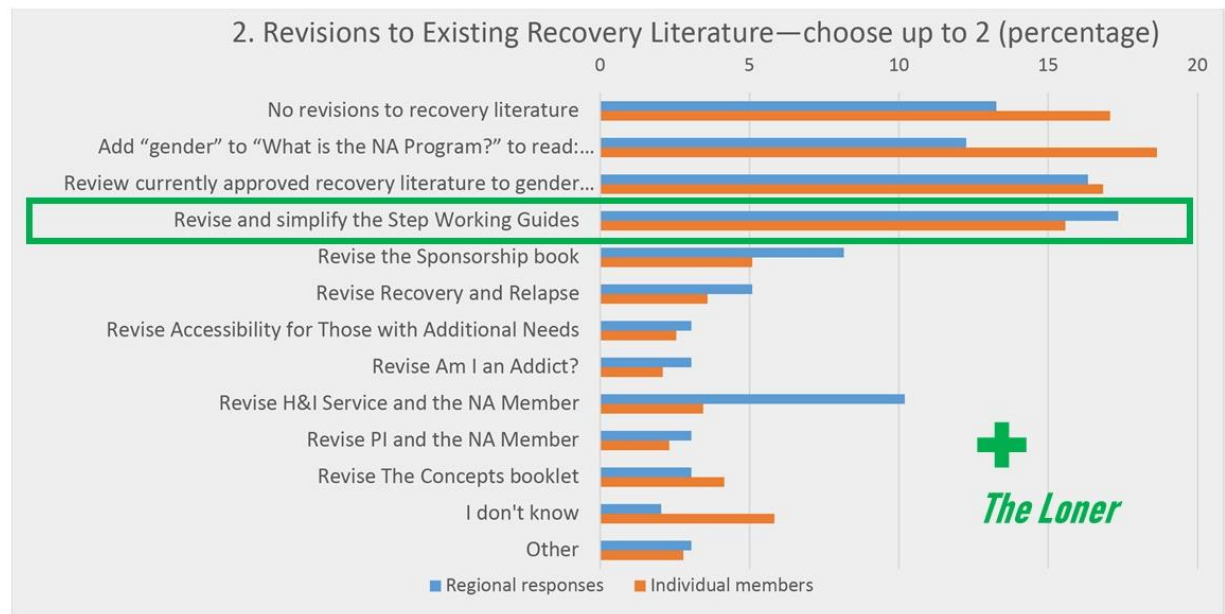 2. Revisions to Existing Recovery Literature—choose up to 2 (percentage)
0 5 10 15 20
No revisions to recovery literature
Add “gender” to “What is the NA Program?” to read:...
Review currently approved recovery literature to gender...
Revise and simplify the Step Working Guides
Revise the Sponsorship book
Revise Recovery and Relapse
Revise Accessibility for Those with Additional Needs
Revise Am I an Addict?
Revise H&I Service and the NA Member
Revise PI and the NA Member
Revise The Concepts booklet
I don't know
Other
+
The Loner
Regional responses Individual members